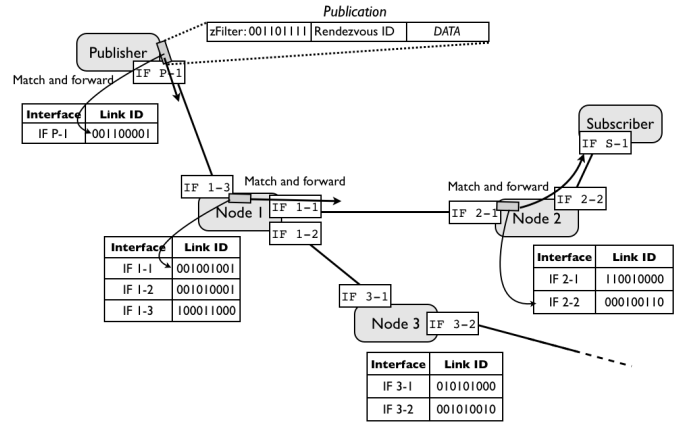 Publication
zFilter: 001101111 Rendezvous ID DATA
Publisher
IF P-1
Match and forward
Interface Link ID
IF P-1 001100001
Subscriber
IF S-1
IF 1-3
Match and forward
Node 1
IF 1-1
IF 1-2
Match and forward
IF 2-1
IF 2-2
Node 2
Interface Link ID
IF 1-1 001001001
IF 1-2 001010001
IF 1-3 100011000
Interface Link ID
IF 2-1 110010000
IF 2-2 000100110
IF 3-1
Node 3
IF 3-2
Interface Link ID
IF 3-1 010101000
IF 3-2 001010010